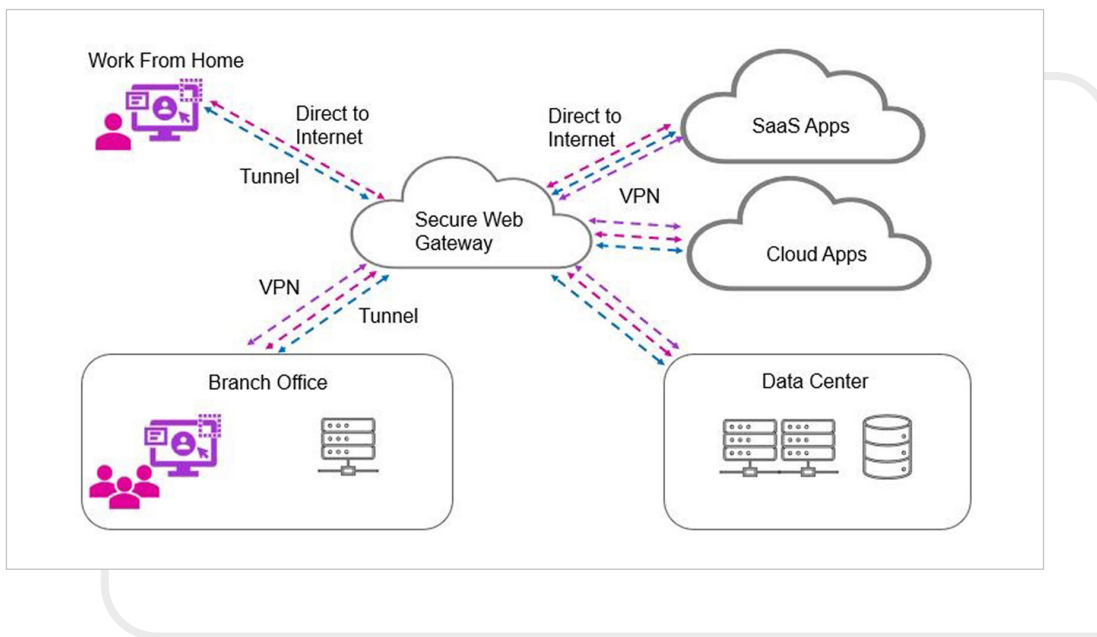 Work From Home
Direct to
Internet
Tunnel
Direct to
Internet
SaaS Apps
VPN
Secure Web
Gateway
Cloud Apps
VPN
Tunnel
Branch Office
Data Center